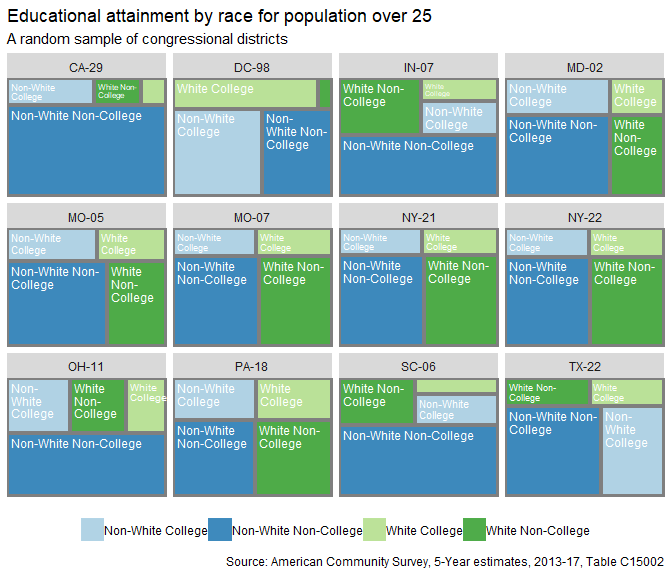 Educational attainment by race for population over 25
A random sample of congressional districts
CA-29
Non-White
College
White Non-
College
Non-White Non-College
DC-98
White College
Non-White
College
Non-
White Non-
College
IN-07
White Non-
College
White
College
Non-White
College
Non-White Non-College
MD-02
Non-White
College
White
College
Non-White Non-
College
White
Non-
College
MO-05
Non-White
College
White
College
Non-White Non-
College
White Non-
College
MO-07
Non-White
College
White
College
Non-White
Non-College
White Non-
College
NY-21
Non-White
College
White
College
Non-White
Non-College
White Non-
College
NY-22
Non-White
College
White
College
Non-White
Non-College
White Non-
College
OH-11
Non-
White
College
White
Non-
College
White
College
Non-White Non-College
PA-18
Non-White
College
White
College
Non-White
Non-College
White Non-
College
SC-06
White Non-
College
Non-White
College
Non-White Non-College
TX-22
White Non-
College
White
College
Non-White Non-
College
Non-
White
College
Non-White College Non-White Non-College White College White Non-College
Source: American Community Survey, 5-Year estimates, 2013-17, Table C15002